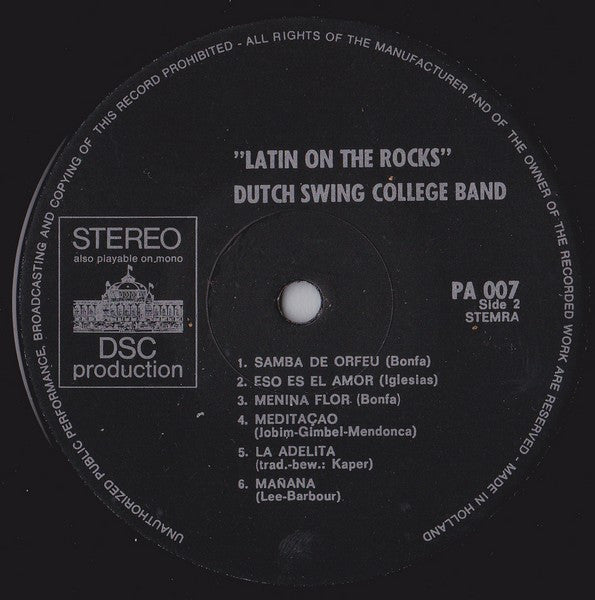 UNAUTHORIZED PUBLIC PERFORMANCE, BROADCASTING AND COPYING OF THIS RECORD PROHIBITED - ALL RIGHTS OF THE MANUFACTURER AND OF THE OWNER OF THE RECORDED WORK ARE RESERVED - MADE IN HOLLAND
"LATIN ON THE ROCKS"
DUTCH SWING COLLEGE BAND
STEREO
also playable on,mono
DSC
production
PA 007
Side 2
STEMRA
1. SAMBA DE ORFEU (Bonfa)
2. ESO ES EL AMOR (Iglesias)
3. MENINA FLOR (Bonfa)
4. MEDITAÇAO
(Jobim-Gimbel-Mendonca)
5. LA ADELITA
(trad.-bew.: Kaper)
6. MAÑANA
(Lee-Barbour)